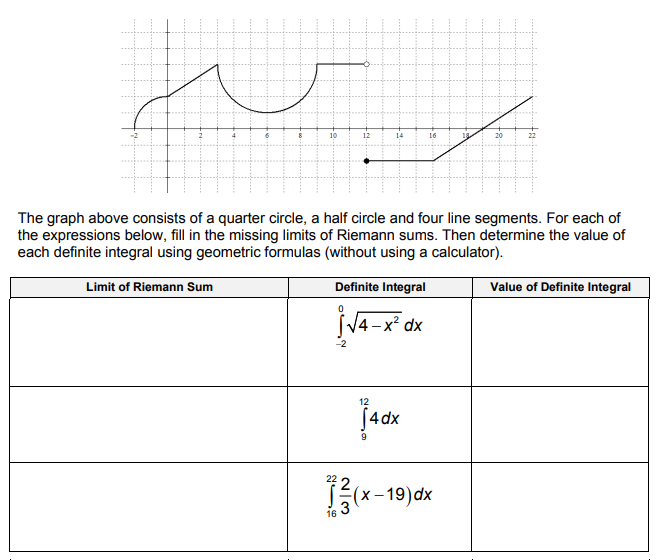 -2 2 4 6 8 10 12 14 16 18 20 22
The graph above consists of a quarter circle, a half circle and four line segments. For each of
the expressions below, fill in the missing limits of Riemann sums. Then determine the value of
each definite integral using geometric formulas (without using a calculator).
Limit of Riemann Sum Definite Integral Value of Definite Integral
∫_{-2}^{0} √(4 – x²) dx
∫_{9}^{12} 4 dx
∫_{16}^{22} 2/3 (x – 19) dx